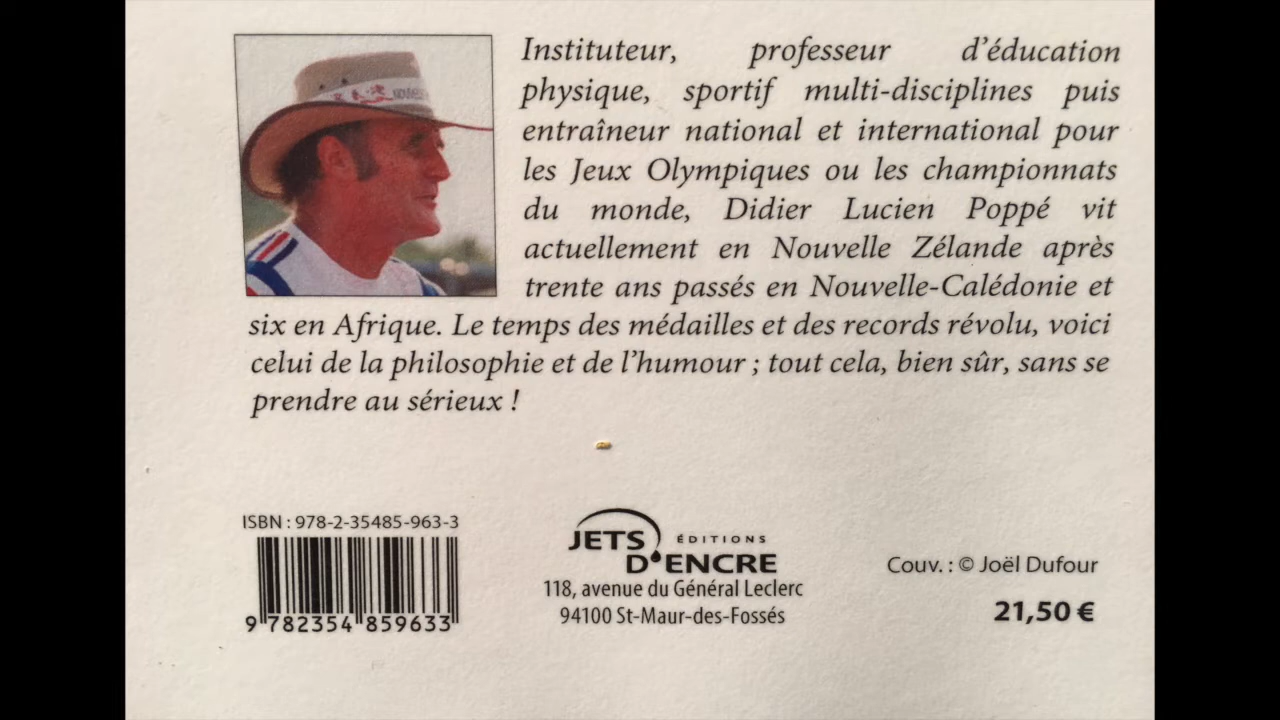 Instituteur, professeur d'éducation
physique, sportif multi-disciplines puis
entraîneur national et international pour
les Jeux Olympiques ou les championnats
du monde, Didier Lucien Poppé vit
actuellement en Nouvelle Zélande après
trente ans passés en Nouvelle-Calédonie et
six en Afrique. Le temps des médailles et des records révolu, voici
celui de la philosophie et de l'humour ; tout cela, bien sûr, sans se
prendre au sérieux !
ISBN : 978-2-35485-963-3
9 782354 859633
JETS ÉDITIONS
D'ENCRE
118, avenue du Général Leclerc
94100 St-Maur-des-Fossés
Couv. : © Joël Dufour
21,50 €